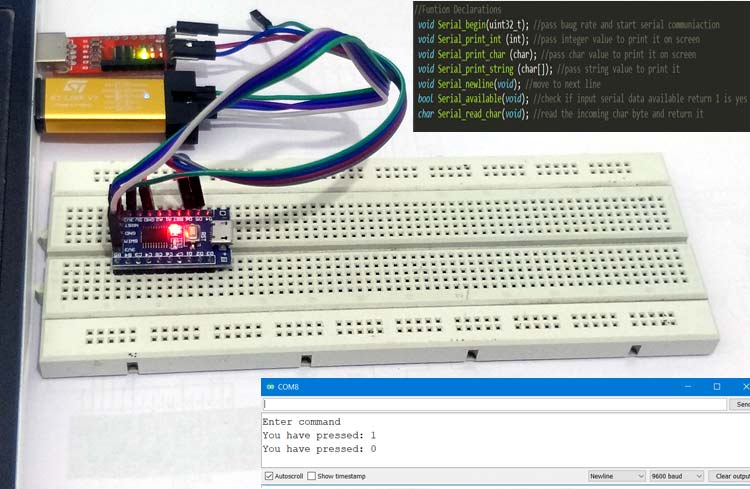 //Funtion Declarations
void Serial_begin(uint32_t); //pass baug rate and start serial communiaction
void Serial_print_int (int); //pass integer value to print it on screen
void Serial_print_char (char); //pass char value to print it on screen
void Serial_print_string (char[]); //pass string value to print it
void Serial_newline(void); //move to next line
bool Serial_available(void); //check if input serial data available return 1 is yes
char Serial_read_char(void); //read the incoming char byte and return it
ST-LINK V2
COM8
Send
Enter command
You have pressed: 1
You have pressed: 0
Autoscroll Show timestamp Newline 9600 baud Clear output